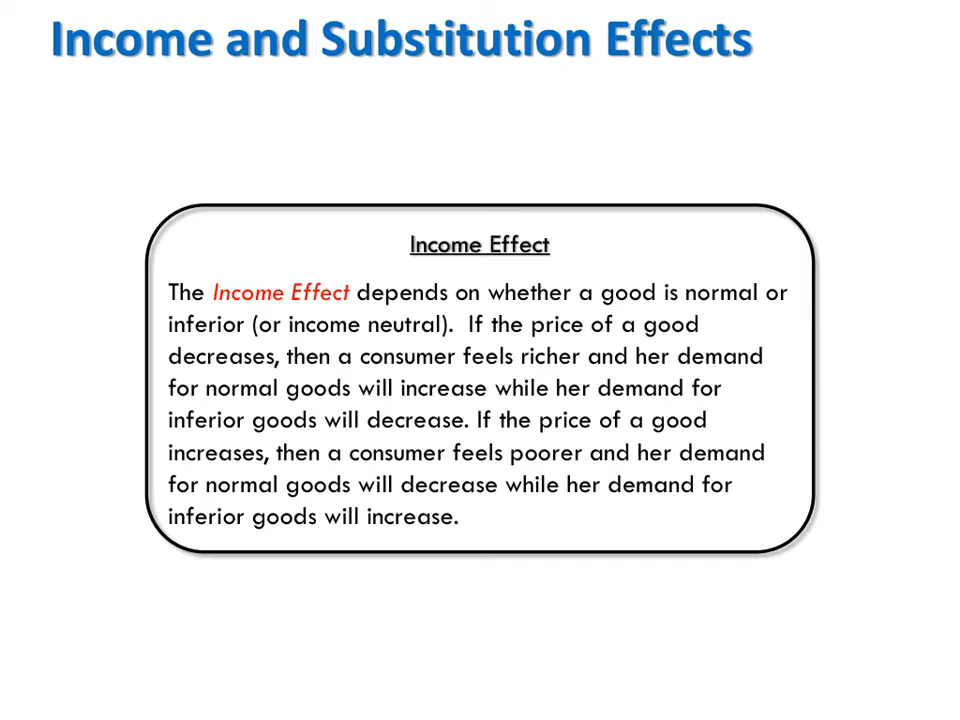 Income and Substitution Effects
Income Effect
The Income Effect depends on whether a good is normal or
inferior (or income neutral).  If the price of a good
decreases, then a consumer feels richer and her demand
for normal goods will increase while her demand for
inferior goods will decrease. If the price of a good
increases, then a consumer feels poorer and her demand
for normal goods will decrease while her demand for
inferior goods will increase.